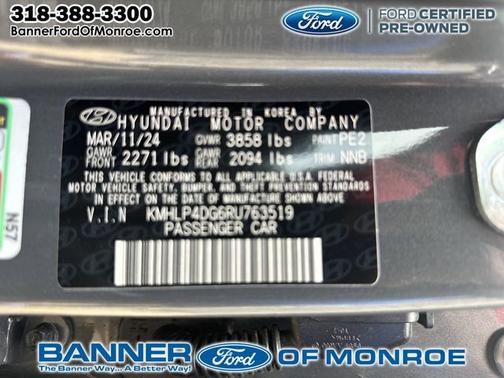 318-388-3300
BannerFordOfMonroe.com
Ford
FORD CERTIFIED
PRE-OWNED
MANUFACTURED IN KOREA BY
HYUNDAI MOTOR COMPANY
MAR/11/24 GVWR 3858 lbs PAINT PE2
GAWR FRONT 2271 lbs GAWR REAR 2094 lbs TRIM NNB
THIS VEHICLE CONFORMS TO ALL APPLICABLE U.S. FEDERAL MOTOR
VEHICLE SAFETY, BUMPER, AND THEFT PREVENTION STANDARDS
IN EFFECT ON THE DATE OF MANUFACTURE SHOWN ABOVE.
V.I.N KMHLP4DG6RU763519
PASSENGER CAR
N57
BANNER Ford OF MONROE
The Banner Way... A Better Way!